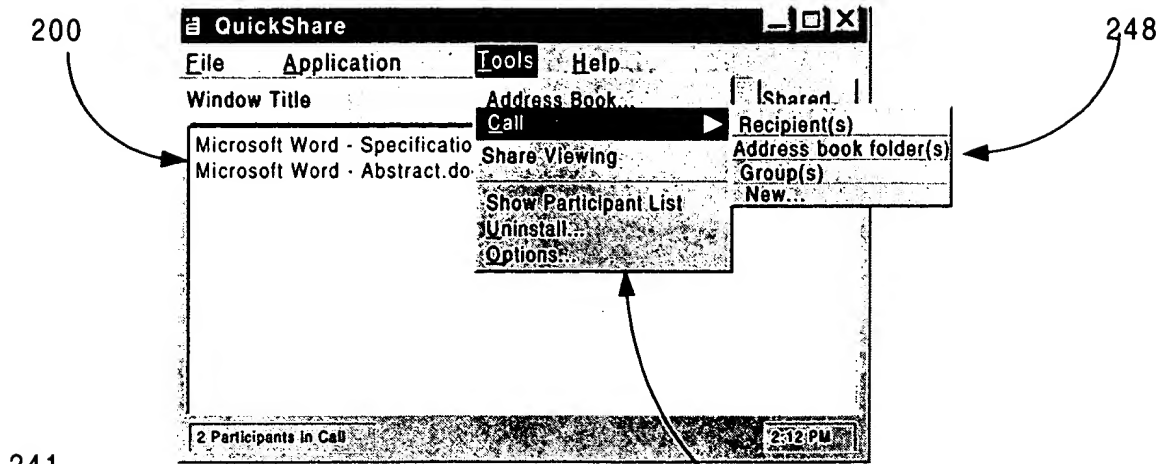 200
248
QuickShare
File Application Tools Help
Window Title
Address Book...
Shared
Call
Recipient(s)
Microsoft Word - Specificatio
Address book folder(s)
Share Viewing
Microsoft Word - Abstract.do
Group(s)
New...
Show Participant List
Uninstall...
Options...
2 Participants in Call
2:12 PM
241